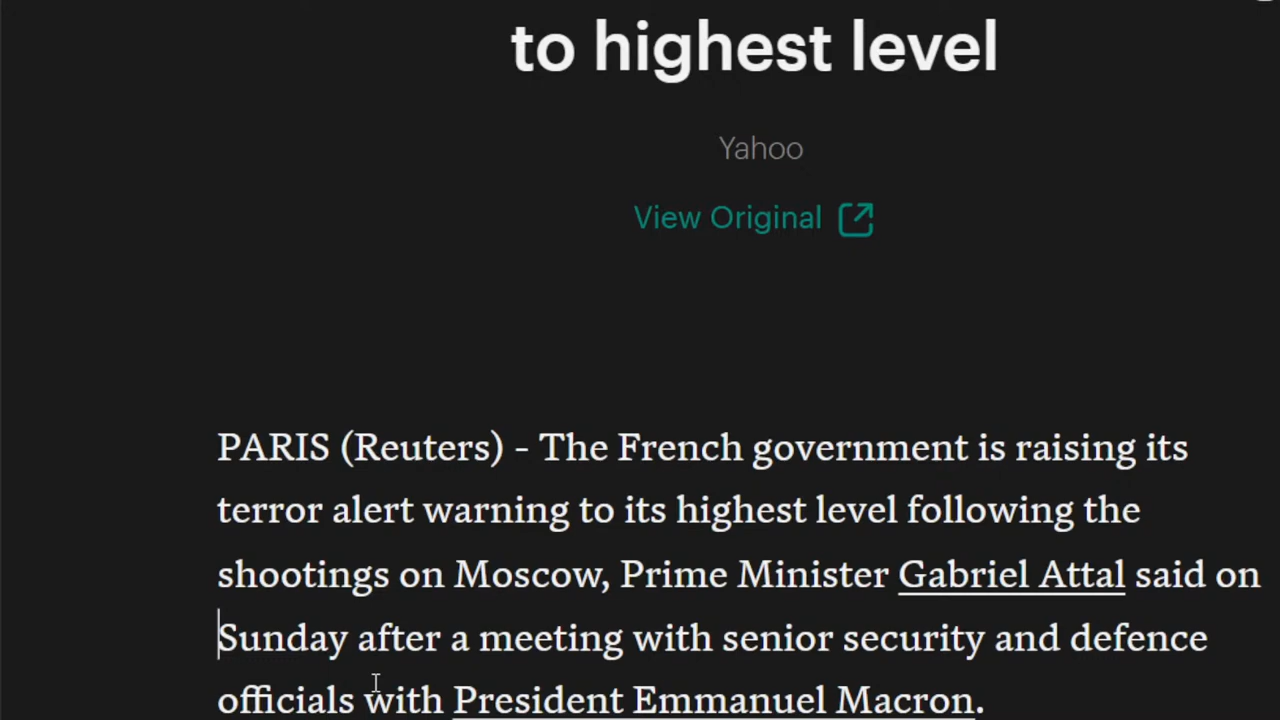 to highest level
Yahoo
View Original
PARIS (Reuters) - The French government is raising its
terror alert warning to its highest level following the
shootings on Moscow, Prime Minister Gabriel Attal said on
Sunday after a meeting with senior security and defence
officials with President Emmanuel Macron.